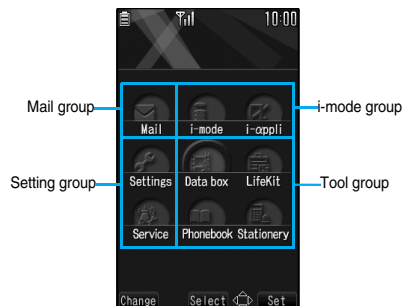 10:00
Mail group
i-mode group
Mail i-mode i-αppli
Setting group
Tool group
Settings Data box LifeKit
Service Phonebook Stationery
Change Select Set